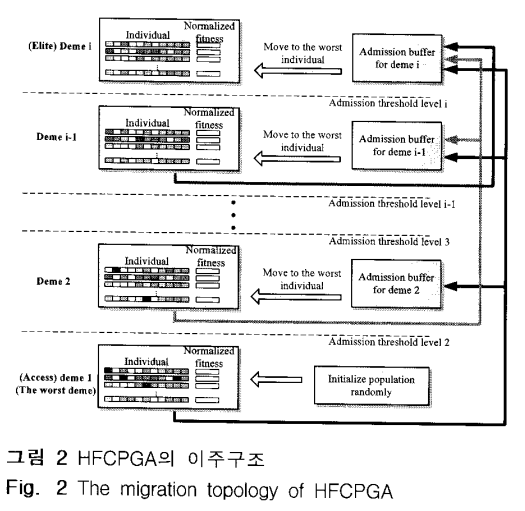 (Elite) Deme i
Individual
Normalized
fitness
Move to the worst
individual
Admission buffer
for deme i
Admission threshold level i
Deme i-1
Individual
Normalized
fitness
Move to the worst
individual
Admission buffer
for deme i-1
Admission threshold level i-1
Admission threshold level 3
Deme 2
Individual
Normalized
fitness
Move to the worst
individual
Admission buffer
for deme 2
Admission threshold level 2
(Access) deme 1
(The worst deme)
Individual
Normalized
fitness
Initialize population
randomly
그림 2 HFCPGA의 이주구조
Fig. 2 The migration topology of HFCPGA